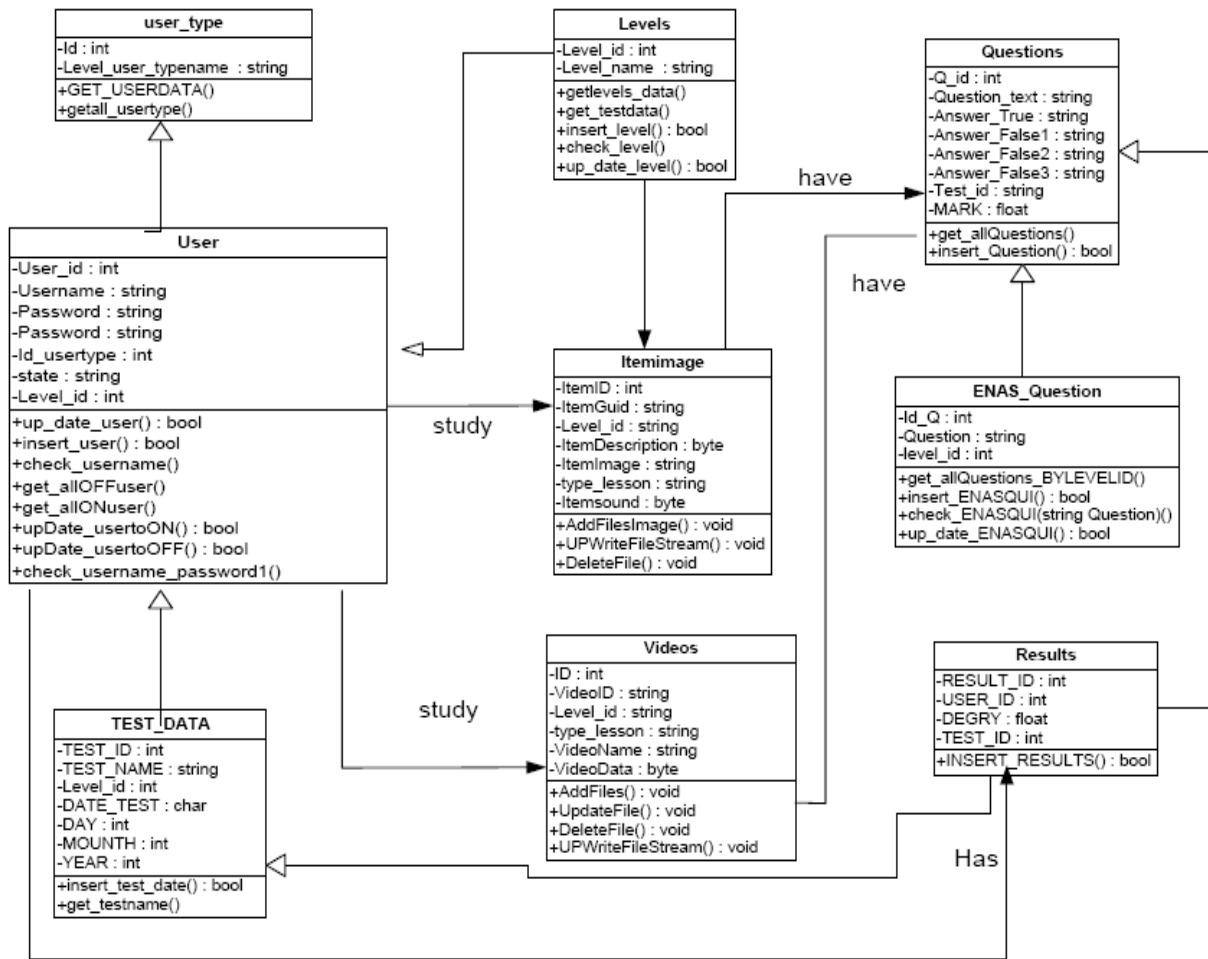 user_type
-Id : int
-Level_user_typename : string
+GET_USERDATA()
+getall_usertype()
Levels
-Level_id : int
-Level_name : string
+getlevels_data()
+get_testdata()
+insert_level() : bool
+check_level()
+up_date_level() : bool
Questions
-Q_id : int
-Question_text : string
-Answer_True : string
-Answer_False1 : string
-Answer_False2 : string
-Answer_False3 : string
-Test_id : string
-MARK : float
+get_allQuestions()
+insert_Question() : bool
have
have
User
-User_id : int
-Username : string
-Password : string
-Password : string
-Id_usertype : int
-state : string
-Level_id : int
+up_date_user() : bool
+insert_user() : bool
+check_username()
+get_allOFFuser()
+get_allONuser()
+upDate_usertoON() : bool
+upDate_usertoOFF() : bool
+check_username_password1()
study
Itemimage
-ItemID : int
-ItemGuid : string
-Level_id : string
-ItemDescription : byte
-ItemImage : string
-type_lesson : string
-Itemsound : byte
+AddFilesImage() : void
+UPWriteFileStream() : void
+DeleteFile() : void
ENAS_Question
-Id_Q : int
-Question : string
-level_id : int
+get_allQuestions_BYLEVELID()
+insert_ENASQUI() : bool
+check_ENASQUI(string Question)()
+up_date_ENASQUI() : bool
study
Videos
-ID : int
-VideoID : string
-Level_id : string
-type_lesson : string
-VideoName : string
-VideoData : byte
+AddFiles() : void
+UpdateFile() : void
+DeleteFile() : void
+UPWriteFileStream() : void
Results
-RESULT_ID : int
-USER_ID : int
-DEGRY : float
-TEST_ID : int
+INSERT_RESULTS() : bool
TEST_DATA
-TEST_ID : int
-TEST_NAME : string
-Level_id : int
-DATE_TEST : char
-DAY : int
-MOUNTH : int
-YEAR : int
+insert_test_date() : bool
+get_testname()
Has